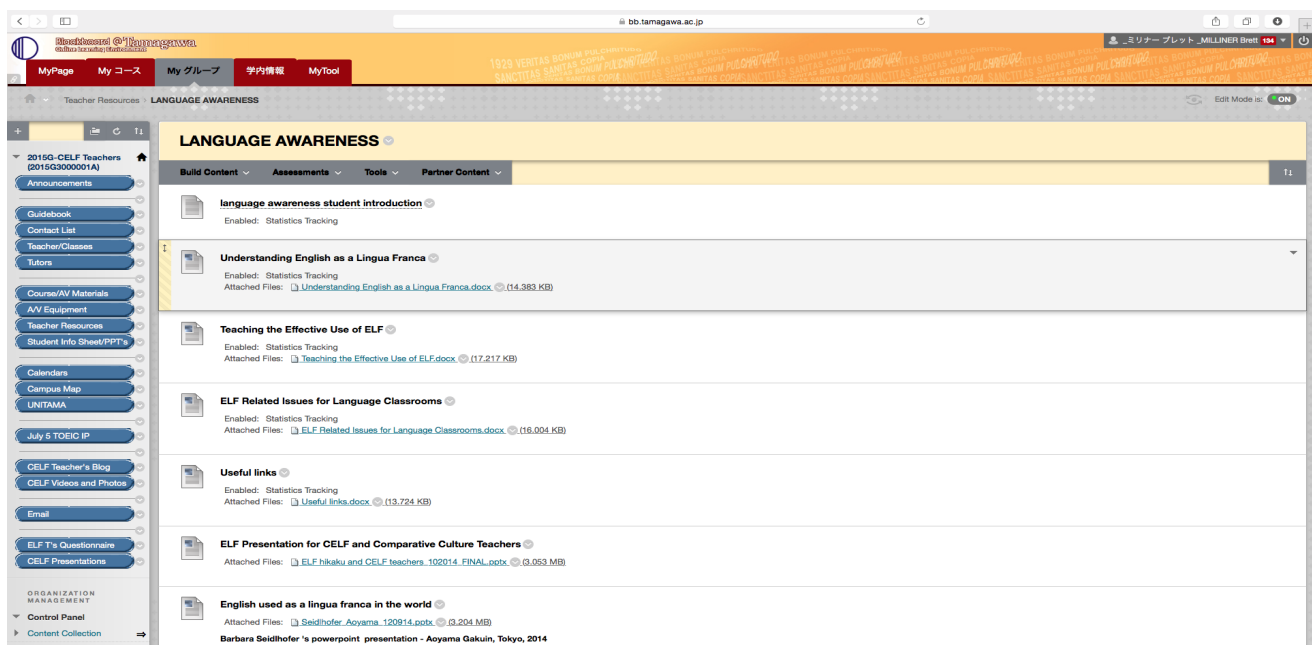 bb.tamagawa.ac.jp
Blackboard @ Tamagawa
Online Learning Environment
_ミリナー ブレット _MILLINER Brett 134
MyPage My コース My グループ 学内情報 MyTool
1929 VERITAS BONUM PULCHRITUDO
Teacher Resources LANGUAGE AWARENESS
Edit Mode is: ON
2015G-CELF Teachers
(2015G3000001A)
Announcements
Guidebook
Contact List
Teacher/Classes
Tutors
Course/AV Materials
A/V Equipment
Teacher Resources
Student Info Sheet/PPT's
Calendars
Campus Map
UNITAMA
July 5 TOEIC IP
CELF Teacher's Blog
CELF Videos and Photos
Email
ELF T's Questionnaire
CELF Presentations
ORGANIZATION
MANAGEMENT
Control Panel
Content Collection
LANGUAGE AWARENESS
Build Content Assessments Tools Partner Content
language awareness student introduction
Enabled: Statistics Tracking
Understanding English as a Lingua Franca
Enabled: Statistics Tracking
Attached Files: Understanding English as a Lingua Franca.docx (14.383 KB)
Teaching the Effective Use of ELF
Enabled: Statistics Tracking
Attached Files: Teaching the Effective Use of ELF.docx (17.217 KB)
ELF Related Issues for Language Classrooms
Enabled: Statistics Tracking
Attached Files: ELF Related Issues for Language Classrooms.docx (16.004 KB)
Useful links
Enabled: Statistics Tracking
Attached Files: Useful links.docx (13.724 KB)
ELF Presentation for CELF and Comparative Culture Teachers
Attached Files: ELF hikaku and CELF teachers_102014_FINAL.pptx (3.053 MB)
English used as a lingua franca in the world
Attached Files: Seidlhofer_Aoyama_120914.pptx (3.204 MB)
Barbara Seidlhofer 's powerpoint presentation - Aoyama Gakuin, Tokyo, 2014